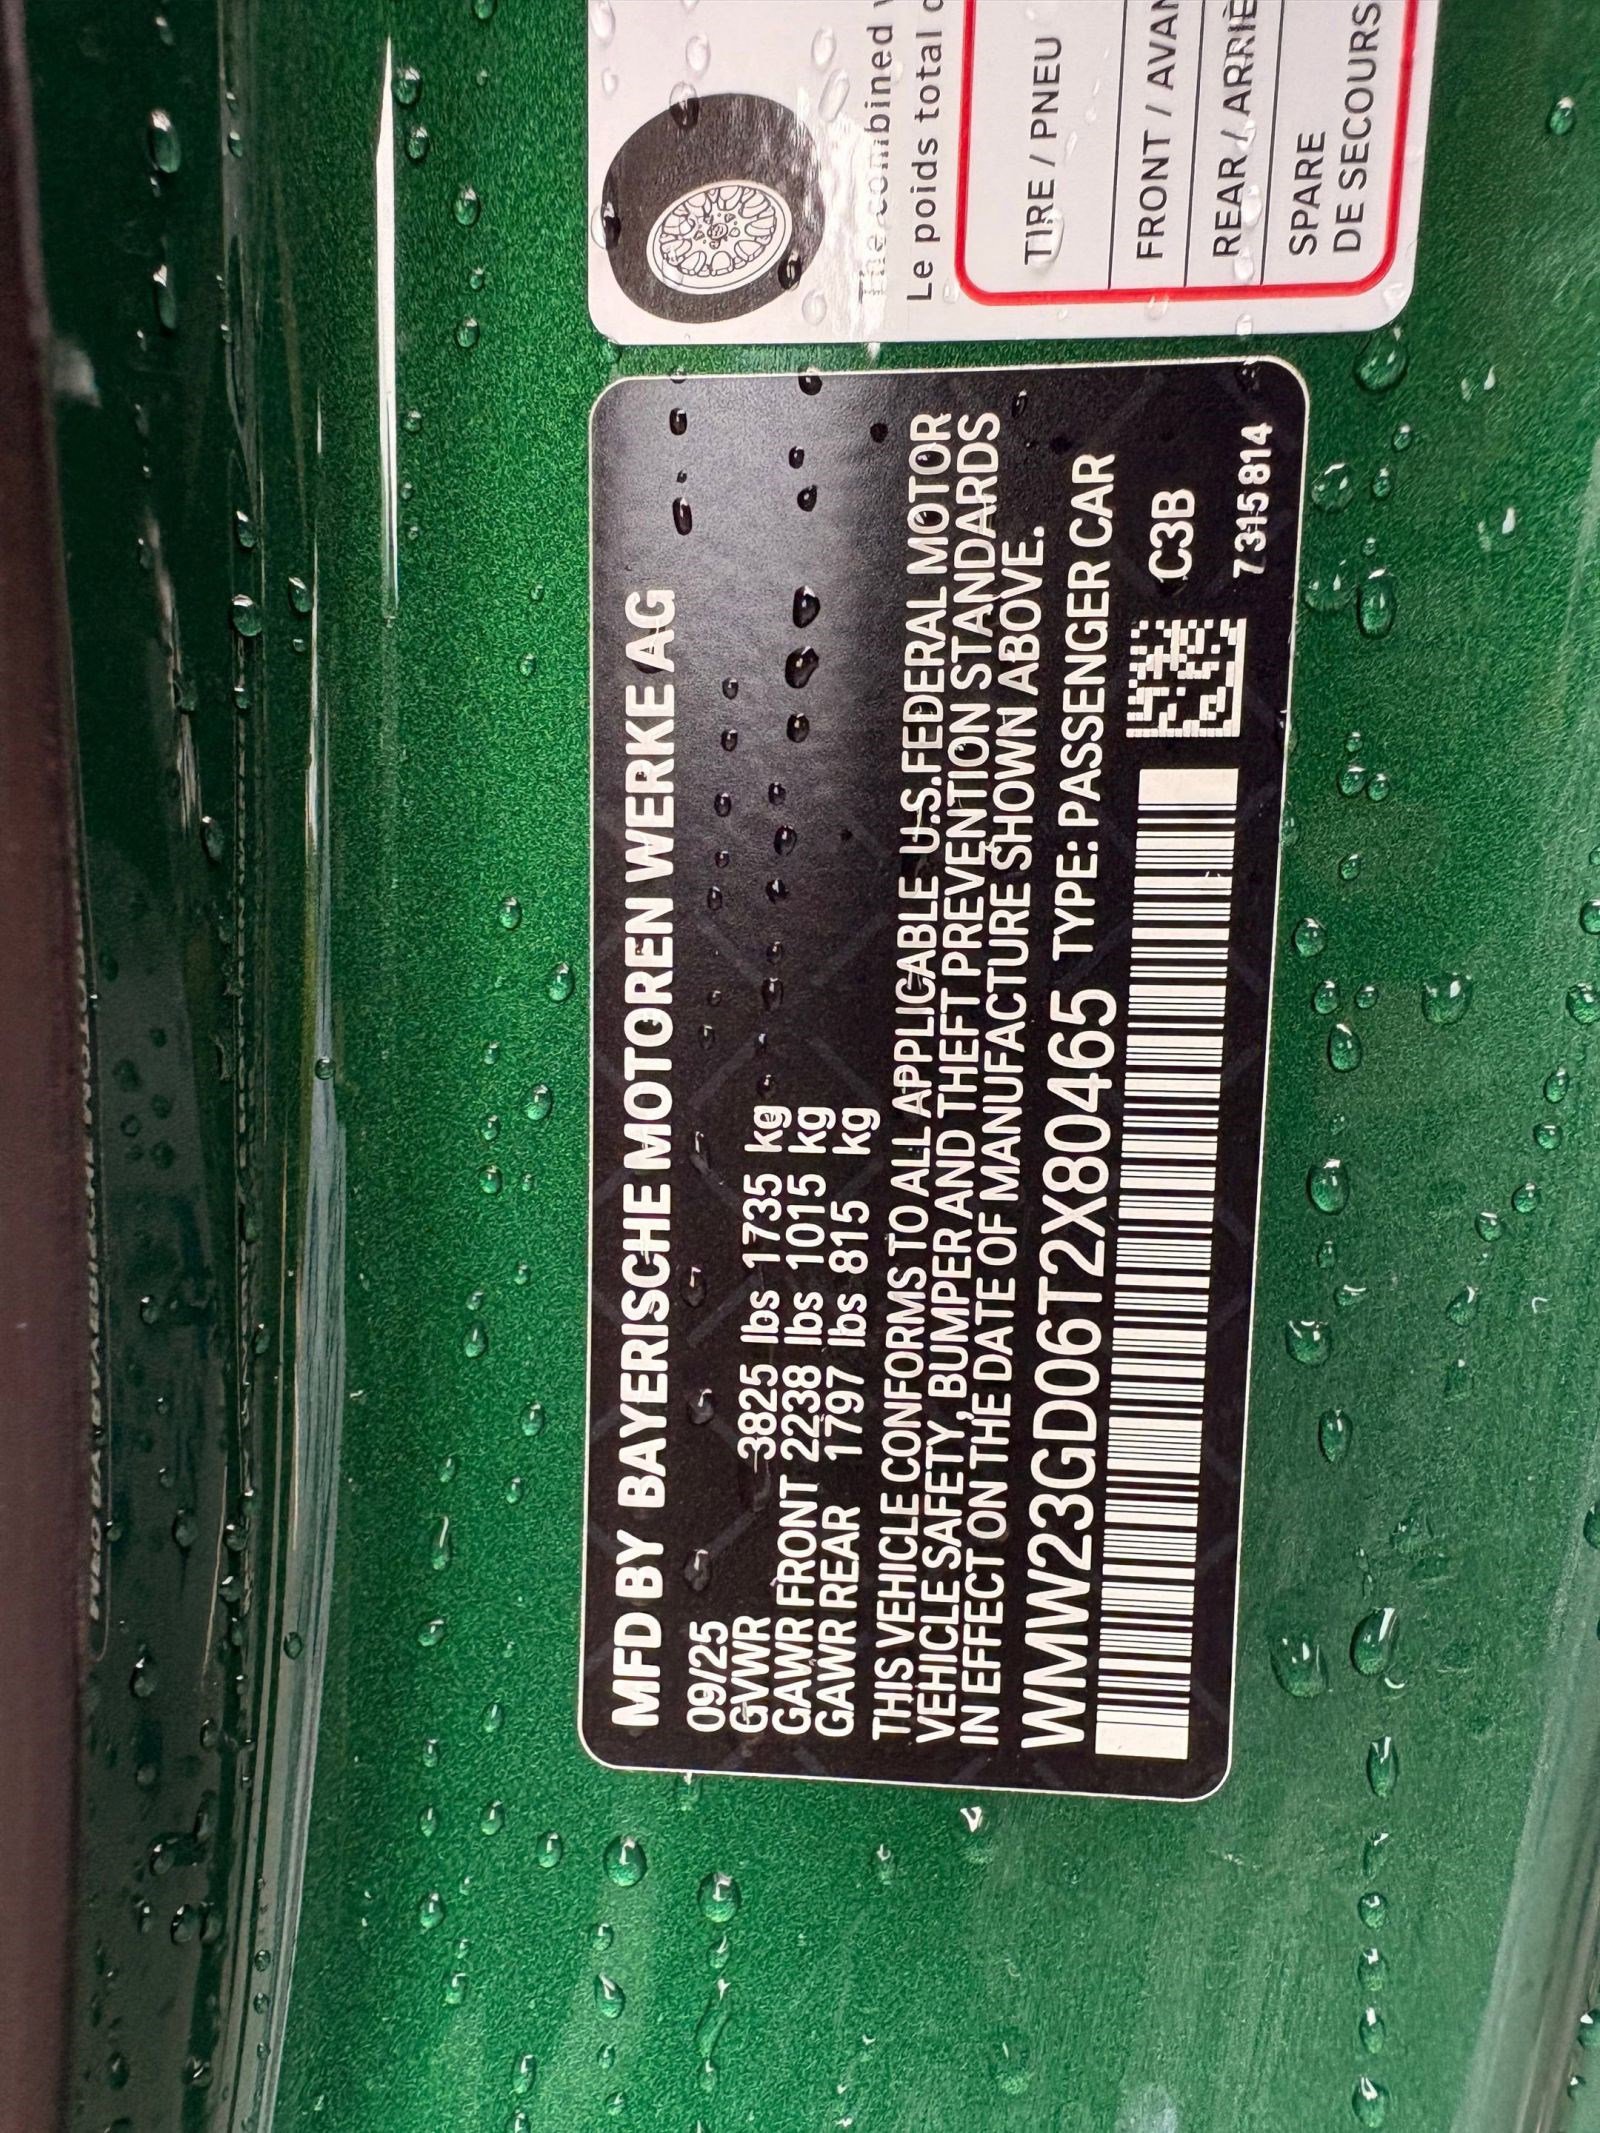 MFD BY BAYERISCHE MOTOREN WERKE AG
09/25
GVWR 3825 lbs 1735 kg
GAWR FRONT 2238 lbs 1015 kg
GAWR REAR 1797 lbs 815 kg
THIS VEHICLE CONFORMS TO ALL APPLICABLE U.S.FEDERAL MOTOR
VEHICLE SAFETY, BUMPER AND THEFT PREVENTION STANDARDS
IN EFFECT ON THE DATE OF MANUFACTURE SHOWN ABOVE.
WMW23GD06T2X80465 TYPE: PASSENGER CAR
C3B
7 315 814
The combined
Le poids total
TIRE / PNEU
FRONT /
REAR /
SPARE
DE SECOURS